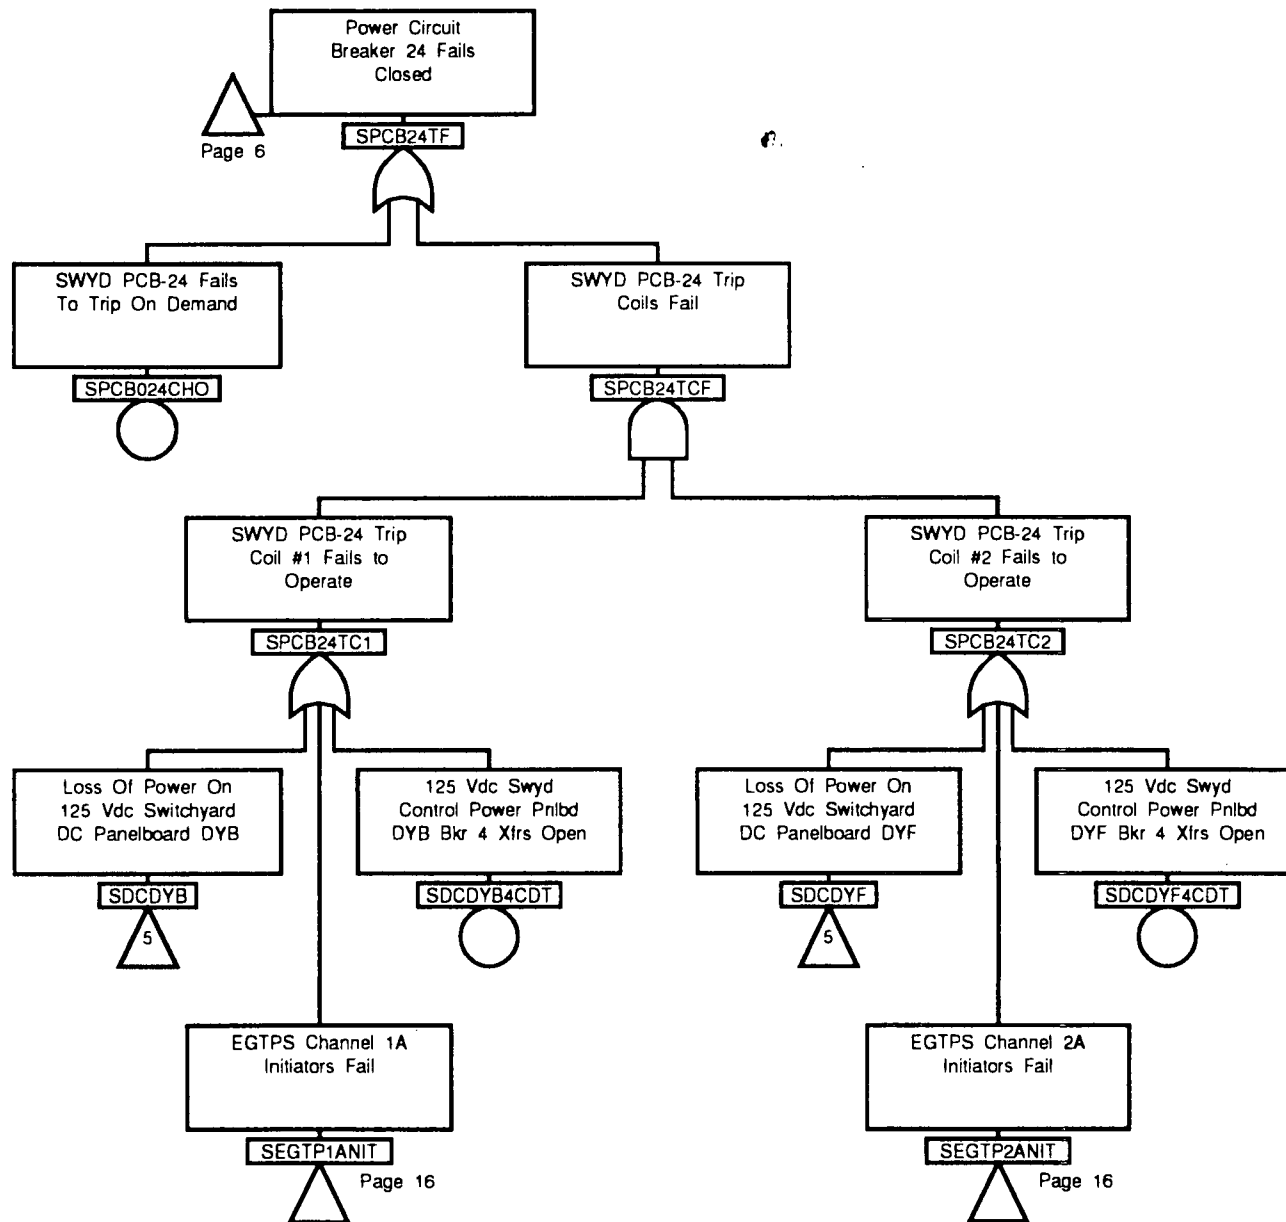 Power Circuit
Breaker 24 Fails
Closed
Page 6
SPCB24TF
SWYD PCB-24 Fails
To Trip On Demand
SPCB024CHO
SWYD PCB-24 Trip
Coils Fail
SPCB24TCF
SWYD PCB-24 Trip
Coil #1 Fails to
Operate
SPCB24TC1
SWYD PCB-24 Trip
Coil #2 Fails to
Operate
SPCB24TC2
Loss Of Power On
125 Vdc Switchyard
DC Panelboard DYB
SDCDYB
5
125 Vdc Swyd
Control Power Pnlbd
DYB Bkr 4 Xfrs Open
SDCDYB4CDT
Loss Of Power On
125 Vdc Switchyard
DC Panelboard DYF
SDCDYF
5
125 Vdc Swyd
Control Power Pnlbd
DYF Bkr 4 Xfrs Open
SDCDYF4CDT
EGTPS Channel 1A
Initiators Fail
SEGTP1ANIT
Page 16
EGTPS Channel 2A
Initiators Fail
SEGTP2ANIT
Page 16